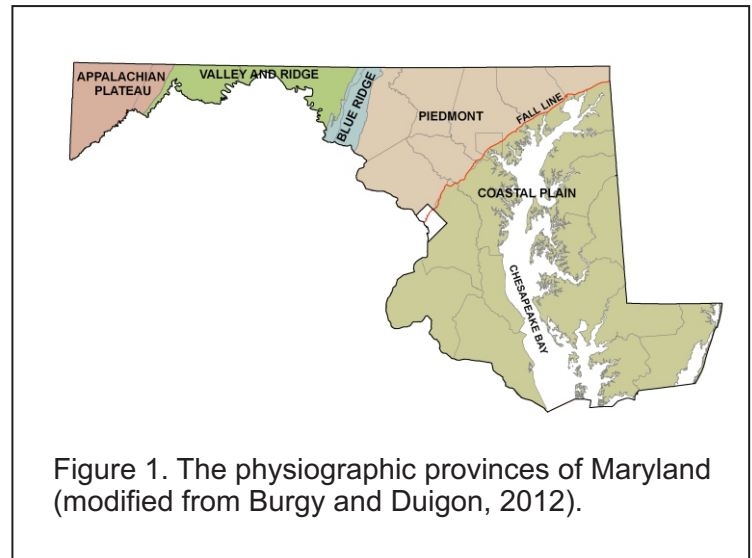 APPALACHIAN
PLATEAU
VALLEY AND RIDGE
BLUE RIDGE
PIEDMONT
FALL LINE
COASTAL PLAIN
CHESAPEAKE BAY
Figure 1. The physiographic provinces of Maryland
(modified from Burgy and Duigon, 2012).